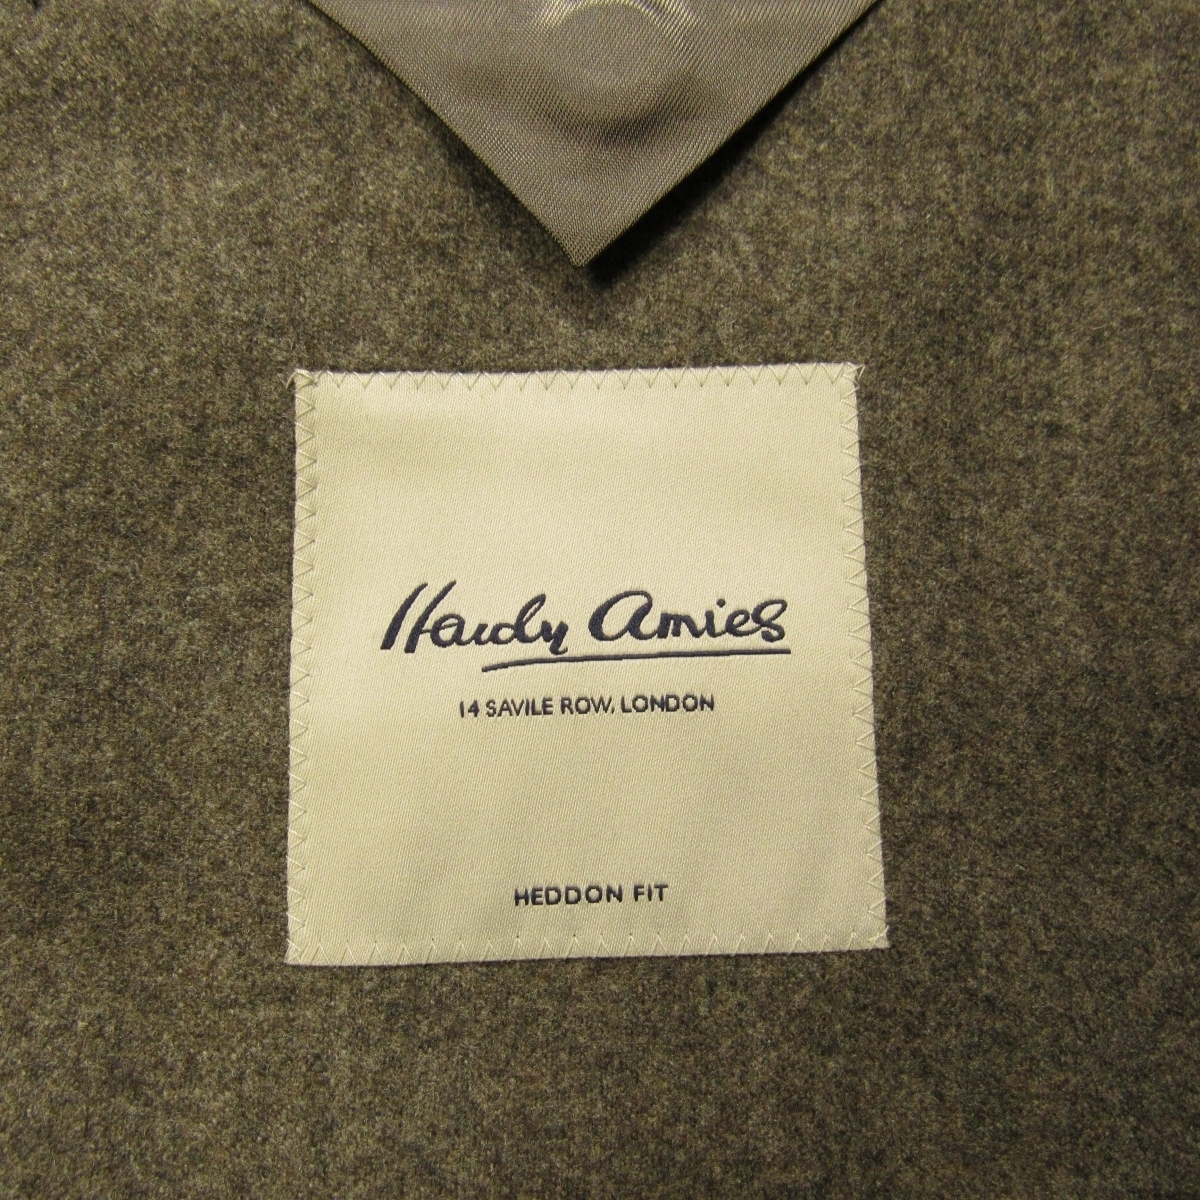 Hardy Amies
14 SAVILE ROW, LONDON
HEDDON FIT